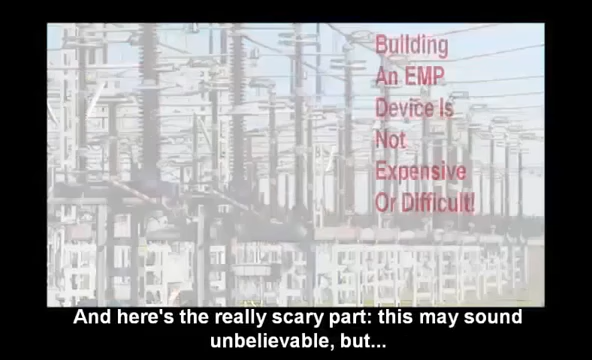 Building
An EMP
Device Is
Not
Expensive
Or Difficult!
And here's the really scary part: this may sound
unbelievable, but...